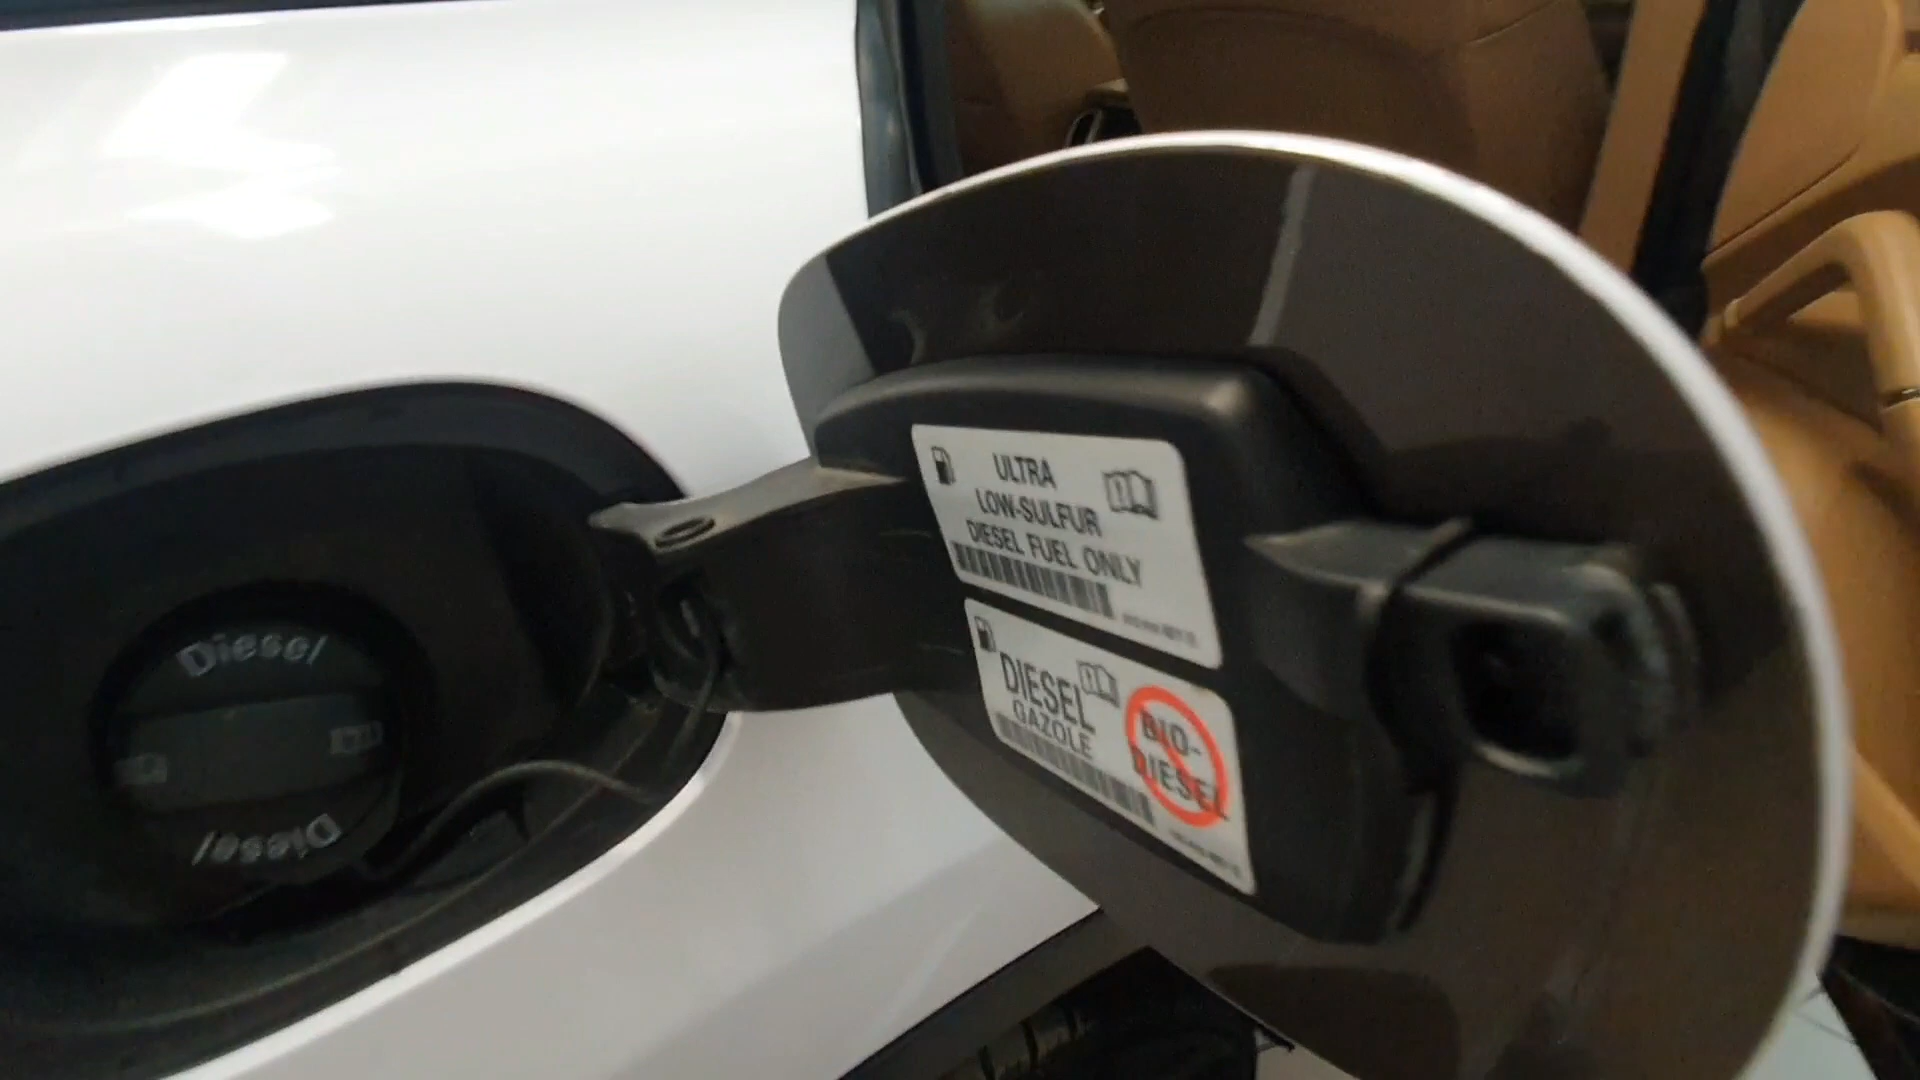 Diesel
Diesel
ULTRA
LOW-SULFUR
DIESEL FUEL ONLY
DIESEL
GAZOLE
BIO-
DIESEL